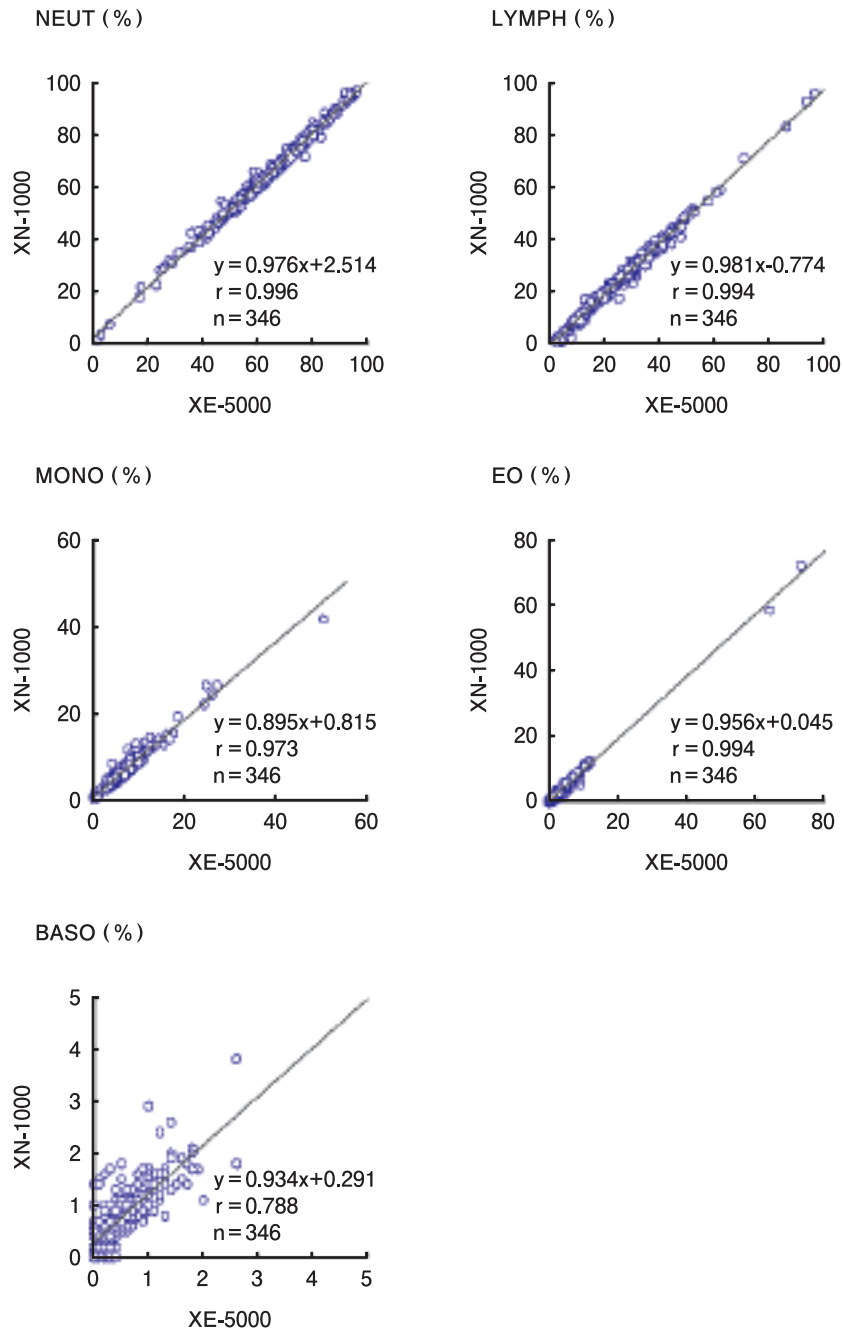 NEUT (%)
100
80
60
40
20
0
XN-1000
y=0.976x+2.514
r=0.996
n=346
0 20 40 60 80 100
XE-5000
LYMPH (%)
100
80
60
40
20
0
XN-1000
y=0.981x-0.774
r=0.994
n=346
0 20 40 60 80 100
XE-5000
MONO (%)
60
40
20
0
XN-1000
y=0.895x+0.815
r=0.973
n=346
0 20 40 60
XE-5000
EO (%)
80
60
40
20
0
XN-1000
y=0.956x+0.045
r=0.994
n=346
0 20 40 60 80
XE-5000
BASO (%)
5
4
3
2
1
0
XN-1000
y=0.934x+0.291
r=0.788
n=346
0 1 2 3 4 5
XE-5000